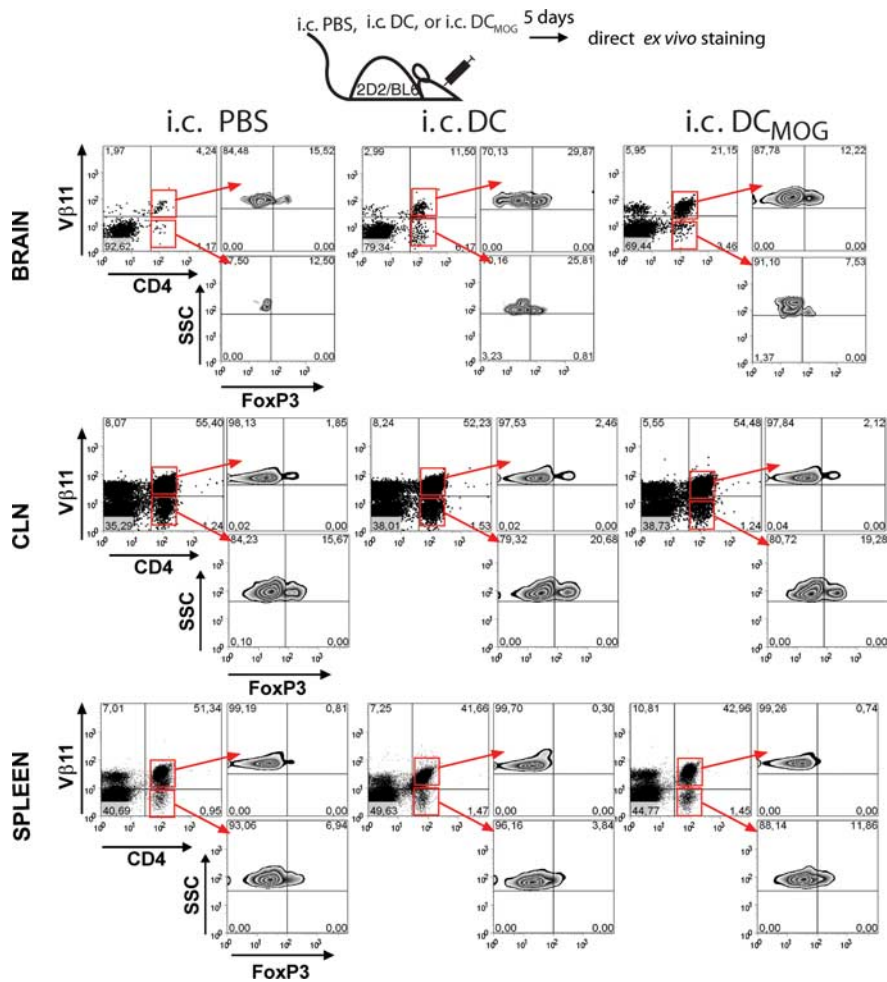 i.c. PBS, i.c. DC, or i.c. DC MOG 5 days direct ex vivo staining
2D2/BL6
i.c. PBS i.c. DC i.c. DC MOG
BRAIN
Vβ11
CD4
SSC
FoxP3
1,97 4,24 84,48 15,52
92,62 1,17 0,00 0,00
12,50
0,00 0,00
2,99 11,50 70,13 29,87
79,34 6,17 0,00 0,00
25,81
3,23 0,81
5,95 21,15 87,78 12,22
69,44 3,46 0,00 0,00
91,10 7,53
1,37 0,00
CLN
Vβ11
CD4
SSC
FoxP3
8,07 55,40 98,13 1,85
35,29 1,24 0,02 0,00
84,23 15,67
0,10 0,00
8,24 52,23 97,53 2,46
38,01 1,53 0,02 0,00
79,32 20,68
0,00 0,00
5,55 54,48 97,84 2,12
38,73 1,24 0,04 0,00
80,72 19,28
0,00 0,00
SPLEEN
Vβ11
CD4
SSC
FoxP3
7,01 51,34 99,19 0,81
40,69 0,95 0,00 0,00
93,06 6,94
0,00 0,00
7,25 41,66 99,70 0,30
49,63 1,47 0,00 0,00
96,16 3,84
0,00 0,00
10,81 42,96 99,26 0,74
44,77 1,45 0,00 0,00
88,14 11,86
0,00 0,00